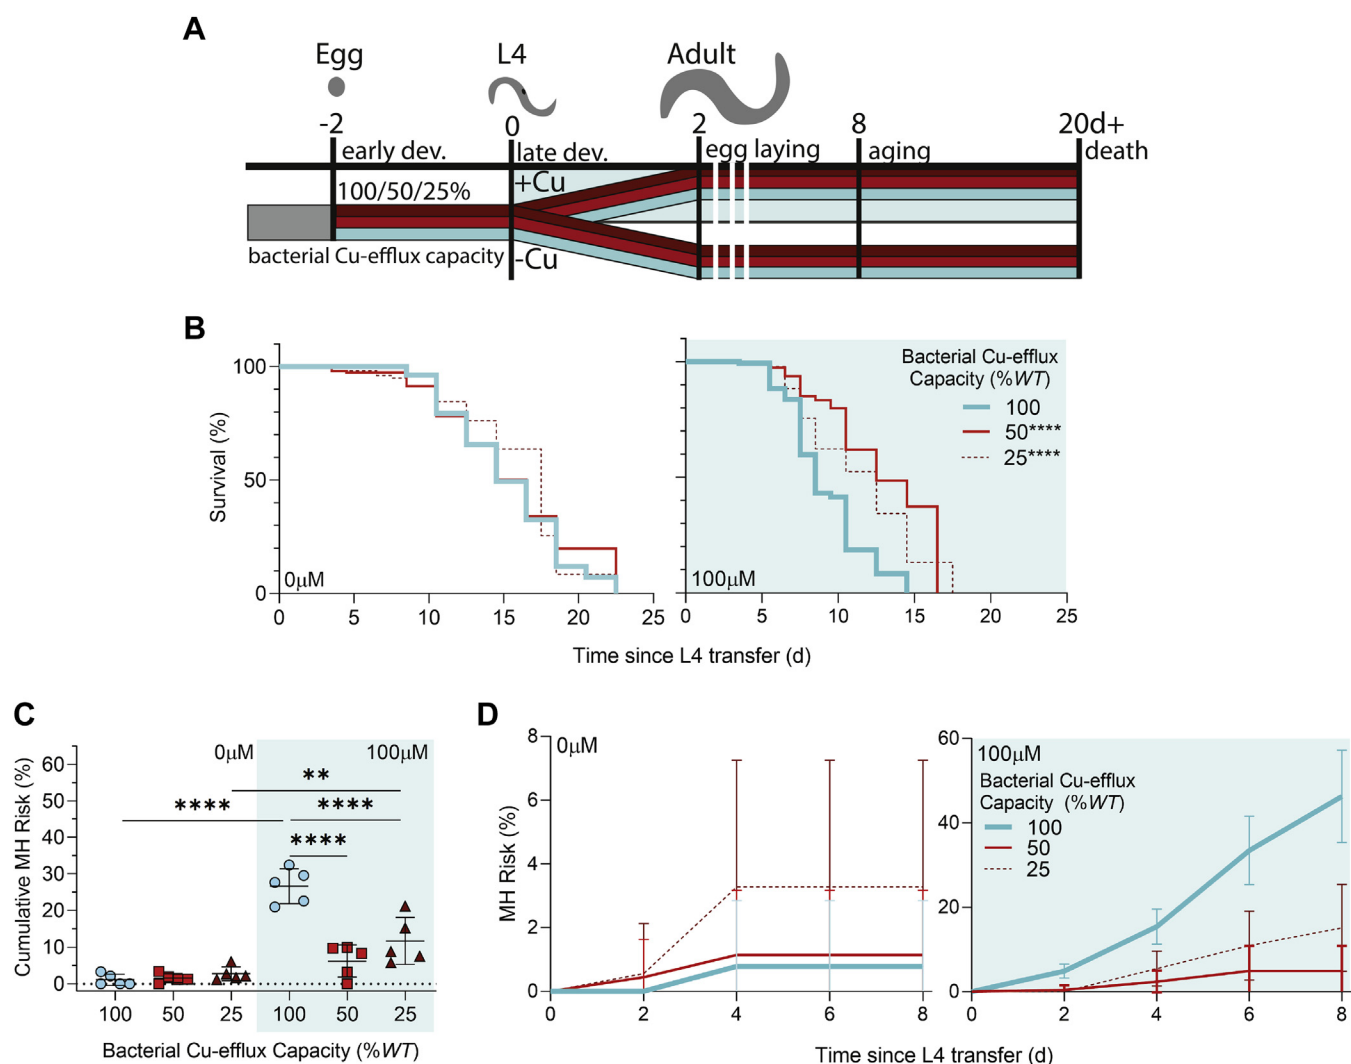 A
Egg
L4
Adult
-2
0
2
8
20d+
early dev.
late dev.
egg laying
aging
death
100/50/25%
+Cu
bacterial Cu-efflux capacity
-Cu
B
Survival (%)
100
50
0
0µM
0 5 10 15 20 25
100µM
0 5 10 15 20 25
Bacterial Cu-efflux
Capacity (%WT)
100
50****
25****
Time since L4 transfer (d)
C
Cumulative MH Risk (%)
60
50
40
30
20
10
0
0µM
100µM
**
****
****
****
100 50 25 100 50 25
Bacterial Cu-efflux Capacity (%WT)
D
MH Risk (%)
8
6
4
2
0
0µM
0 2 4 6 8
60
40
20
0
100µM
Bacterial Cu-efflux
Capacity (%WT)
100
50
25
0 2 4 6 8
Time since L4 transfer (d)